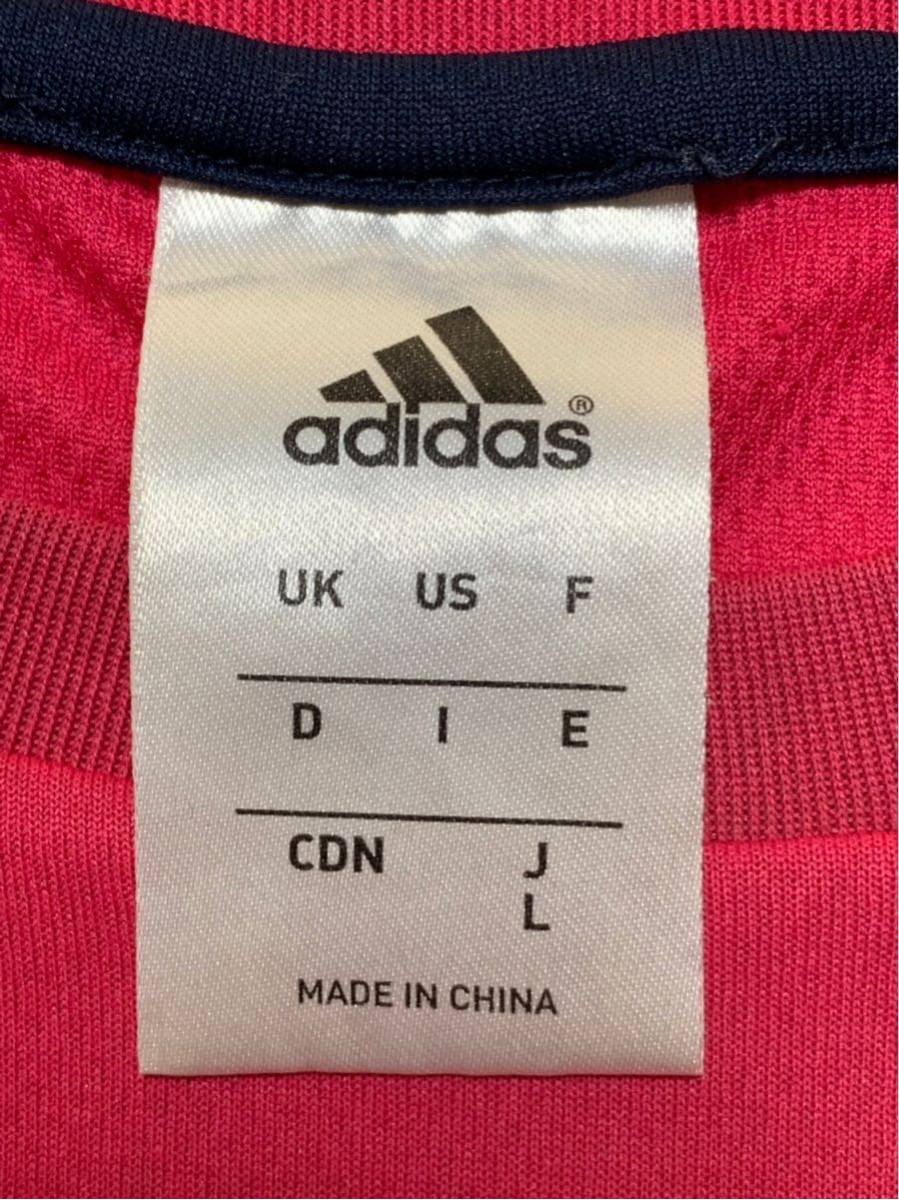 adidas®
UK US F
D I E
CDN J
L
MADE IN CHINA